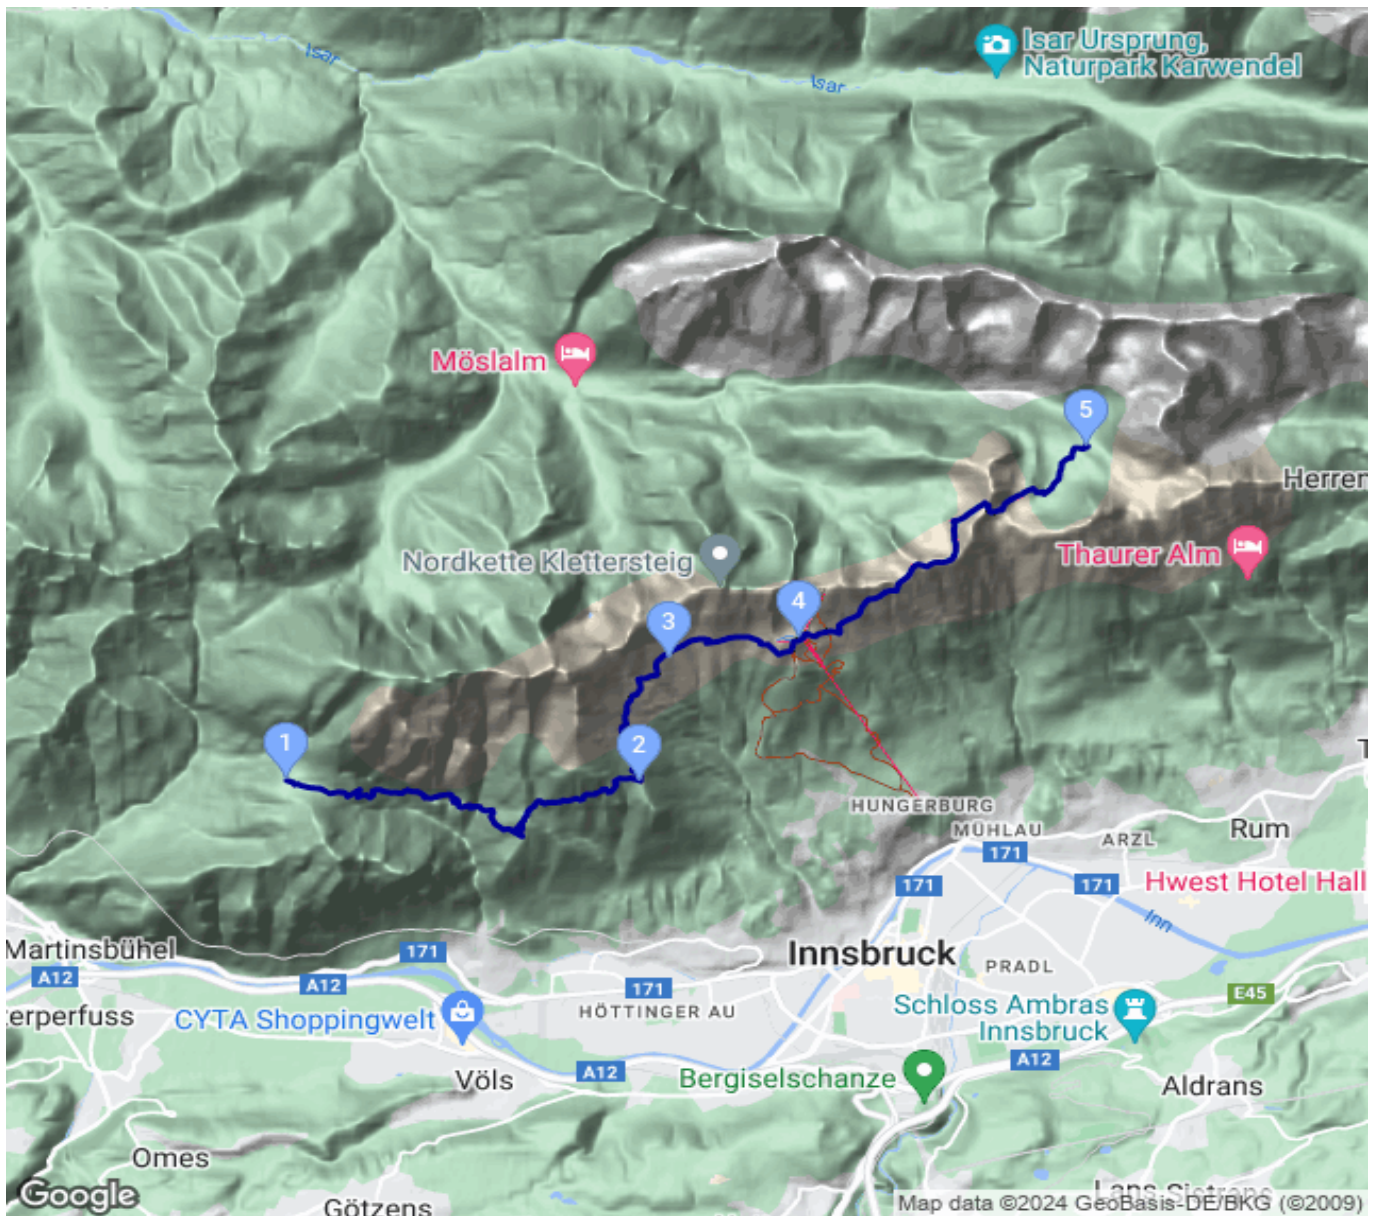 Isar
Isar
Isar Ursprung,
Naturpark Karwendel
Möslalm
5
Herren
Nordkette Klettersteig
Thaurer Alm
4
3
1
2
HUNGERBURG
MÜHLAU
ARZL
Rum
171
171
171
Hwest Hotel Hall
Inn
Martinsbühel
A12
A12
171
Innsbruck
PRADL
171
HÖTTINGER AU
Schloss Ambras
Innsbruck
E45
terperfuss
CYTA Shoppingwelt
A12
A12
Völs
Bergiselschanze
Aldrans
Omes
Götzens
Lans
Sistrans
Google
Map data ©2024 GeoBasis-DE/BKG (©2009)